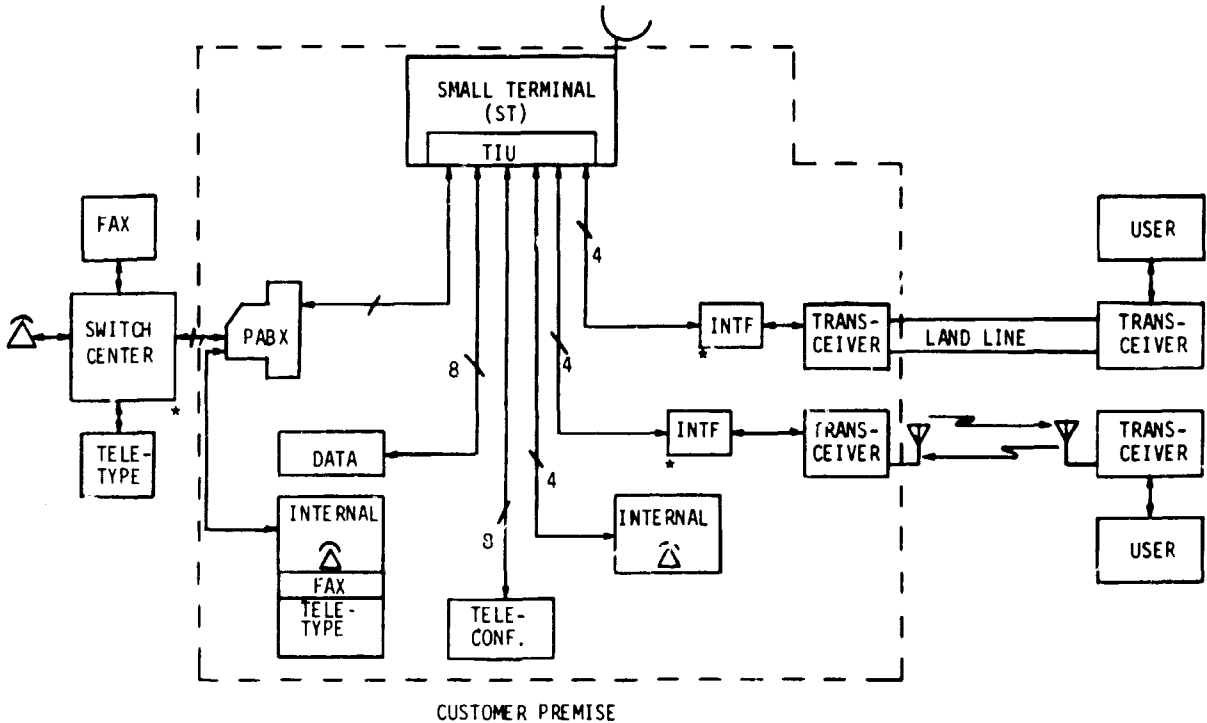 SMALL TERMINAL
(ST)
TIU
FAX
USER
4
SWITCH
CENTER
*
PABX
INTF
*
TRANS-
CEIVER
LAND LINE
TRANS-
CEIVER
8
4
TELE-
TYPE
DATA
INTF
*
TRANS-
CEIVER
TRANS-
CEIVER
4
INTERNAL
FAX
TELE-
TYPE
8
INTERNAL
USER
TELE-
CONF.
CUSTOMER PREMISE